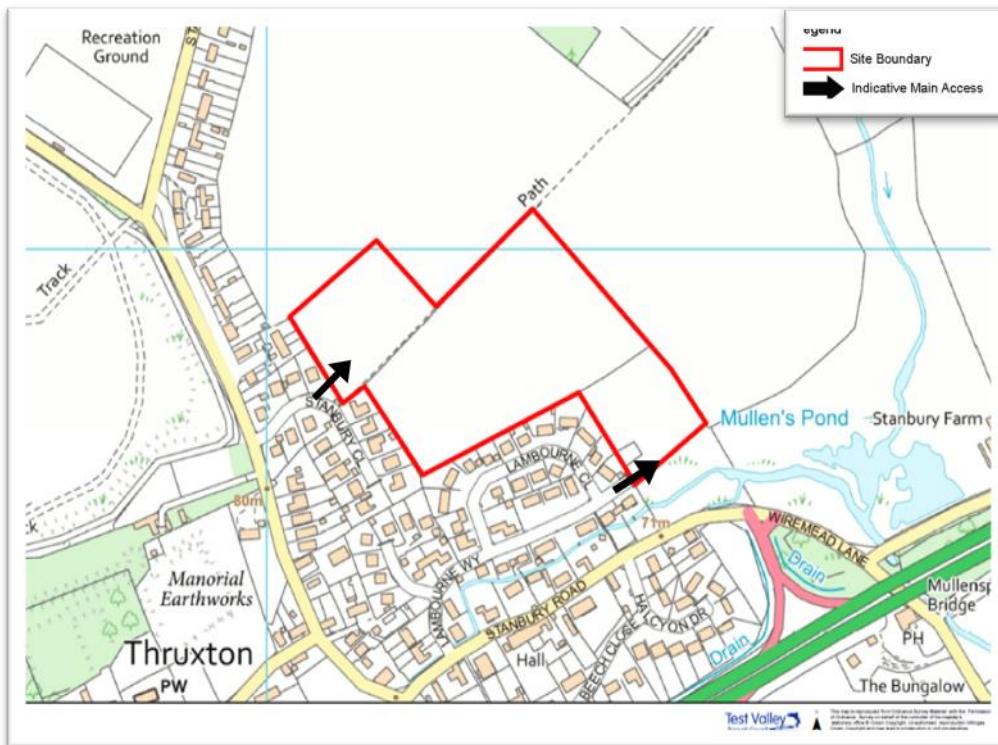 Recreation
Ground
egend
Site Boundary
Indicative Main Access
Path
Track
STANBURY CL
LAMBOURNE CL
Mullen's Pond
Stanbury Farm
80m
71m
WIREMEAD LANE
Drain
Manorial
Earthworks
LAMBOURNE WY
STANBURY ROAD
HALCYON DR
BEECH CLOSE
Drain
Mullensp
Bridge
Thruxton
PW
Hall
PH
The Bungalow
Test Valley
Borough Council